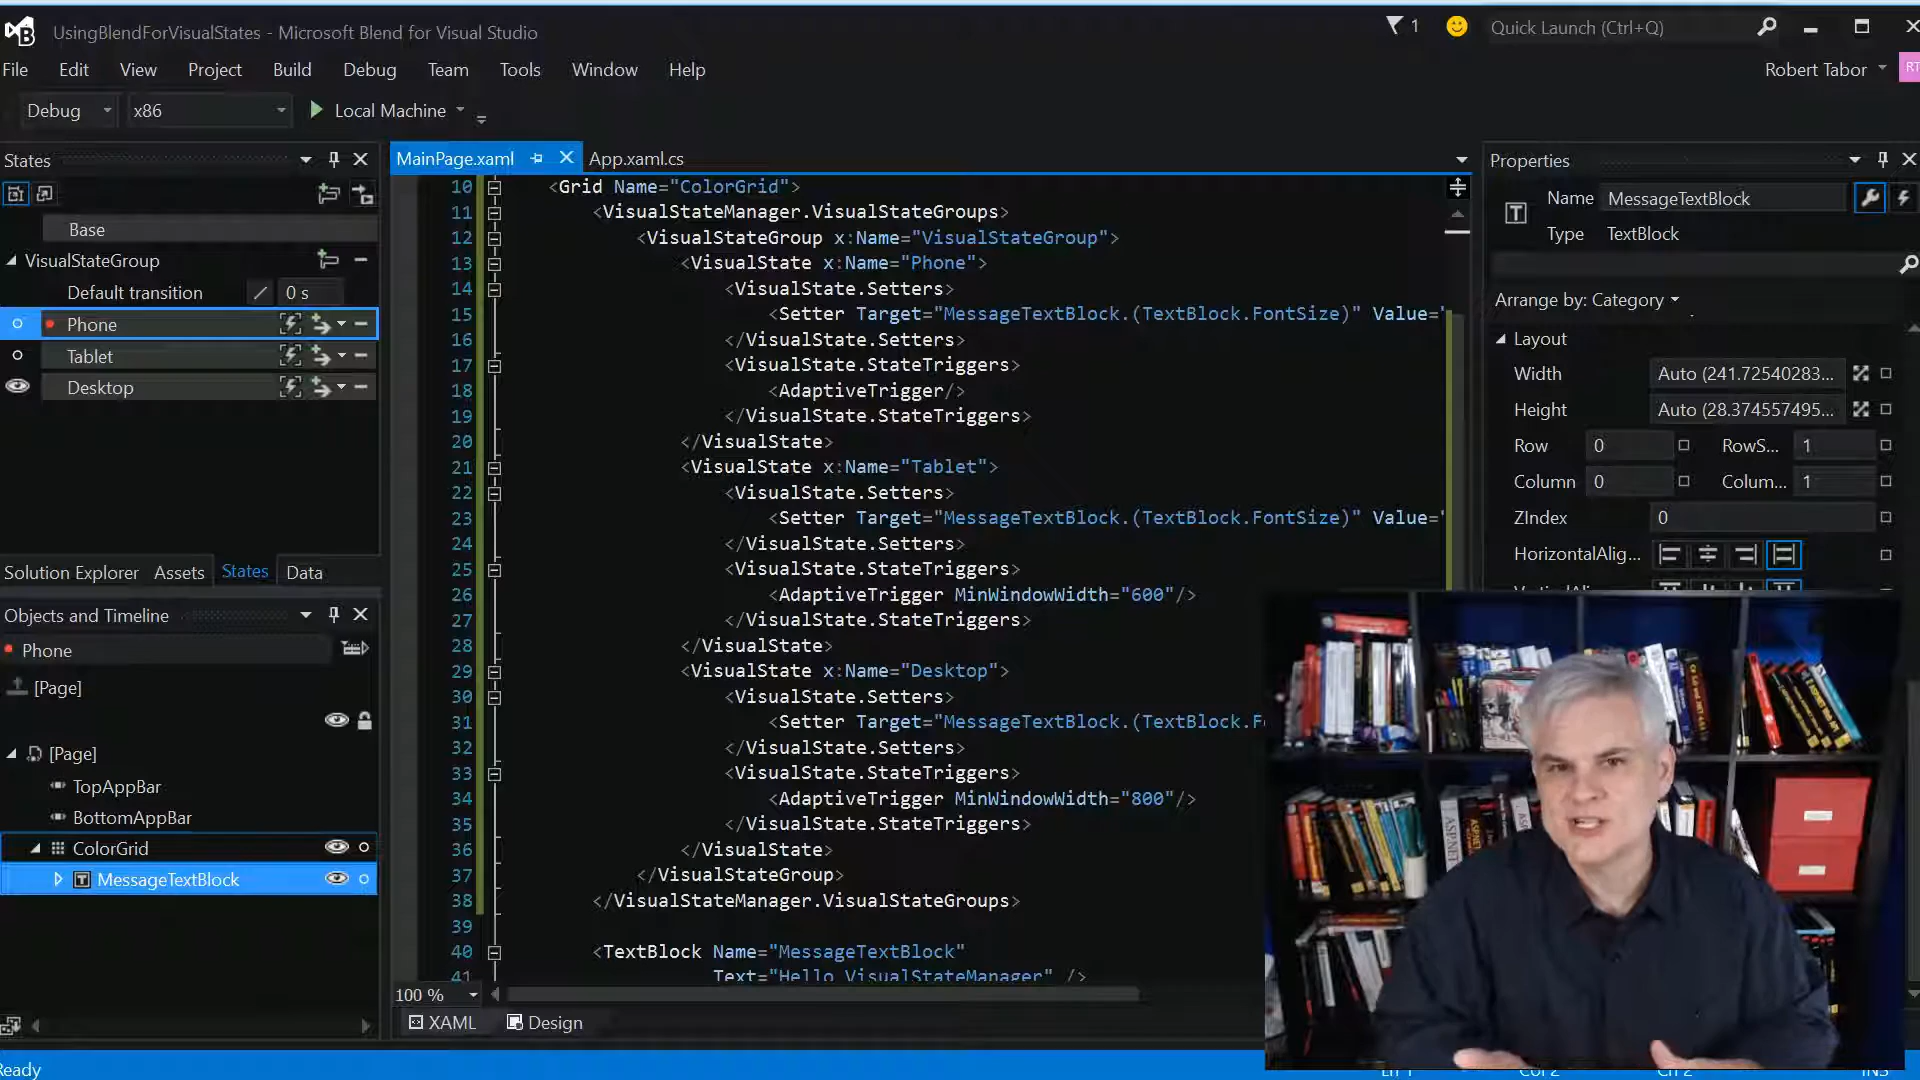 UsingBlendForVisualStates - Microsoft Blend for Visual Studio
1
Quick Launch (Ctrl+Q)
File Edit View Project Build Debug Team Tools Window Help
Robert Tabor
RT
Debug x86 Local Machine
States
Base
VisualStateGroup
Default transition 0 s
Phone
Tablet
Desktop
Solution Explorer Assets States Data
Objects and Timeline
Phone
[Page]
[Page]
TopAppBar
BottomAppBar
ColorGrid
MessageTextBlock
MainPage.xaml App.xaml.cs
10 <Grid Name="ColorGrid">
11 <VisualStateManager.VisualStateGroups>
12 <VisualStateGroup x:Name="VisualStateGroup">
13 <VisualState x:Name="Phone">
14 <VisualState.Setters>
15 <Setter Target="MessageTextBlock.(TextBlock.FontSize)" Value="
16 </VisualState.Setters>
17 <VisualState.StateTriggers>
18 <AdaptiveTrigger/>
19 </VisualState.StateTriggers>
20 </VisualState>
21 <VisualState x:Name="Tablet">
22 <VisualState.Setters>
23 <Setter Target="MessageTextBlock.(TextBlock.FontSize)" Value="
24 </VisualState.Setters>
25 <VisualState.StateTriggers>
26 <AdaptiveTrigger MinWindowWidth="600"/>
27 </VisualState.StateTriggers>
28 </VisualState>
29 <VisualState x:Name="Desktop">
30 <VisualState.Setters>
31 <Setter Target="MessageTextBlock.(TextBlock.Fo
32 </VisualState.Setters>
33 <VisualState.StateTriggers>
34 <AdaptiveTrigger MinWindowWidth="800"/>
35 </VisualState.StateTriggers>
36 </VisualState>
37 </VisualStateGroup>
38 </VisualStateManager.VisualStateGroups>
39
40 <TextBlock Name="MessageTextBlock"
41 Text="Hello VisualStateManager" />
100 %
XAML Design
Properties
Name MessageTextBlock
Type TextBlock
Arrange by: Category
Layout
Width Auto (241.72540283...
Height Auto (28.374557495...
Row 0 RowS... 1
Column 0 Colum... 1
ZIndex 0
HorizontalAlig...
Ready